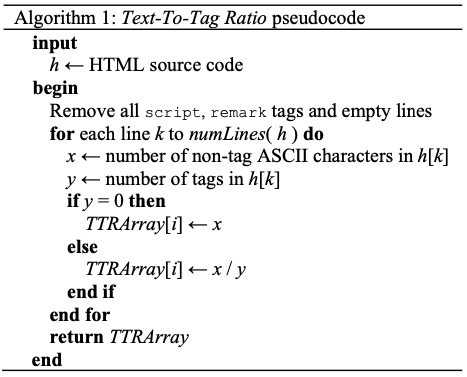 Algorithm 1: Text-To-Tag Ratio pseudocode
input
h ← HTML source code
begin
Remove all script, remark tags and empty lines
for each line k to numLines( h ) do
x ← number of non-tag ASCII characters in h[k]
y ← number of tags in h[k]
if y = 0 then
TTRArray[i] ← x
else
TTRArray[i] ← x / y
end if
end for
return TTRArray
end